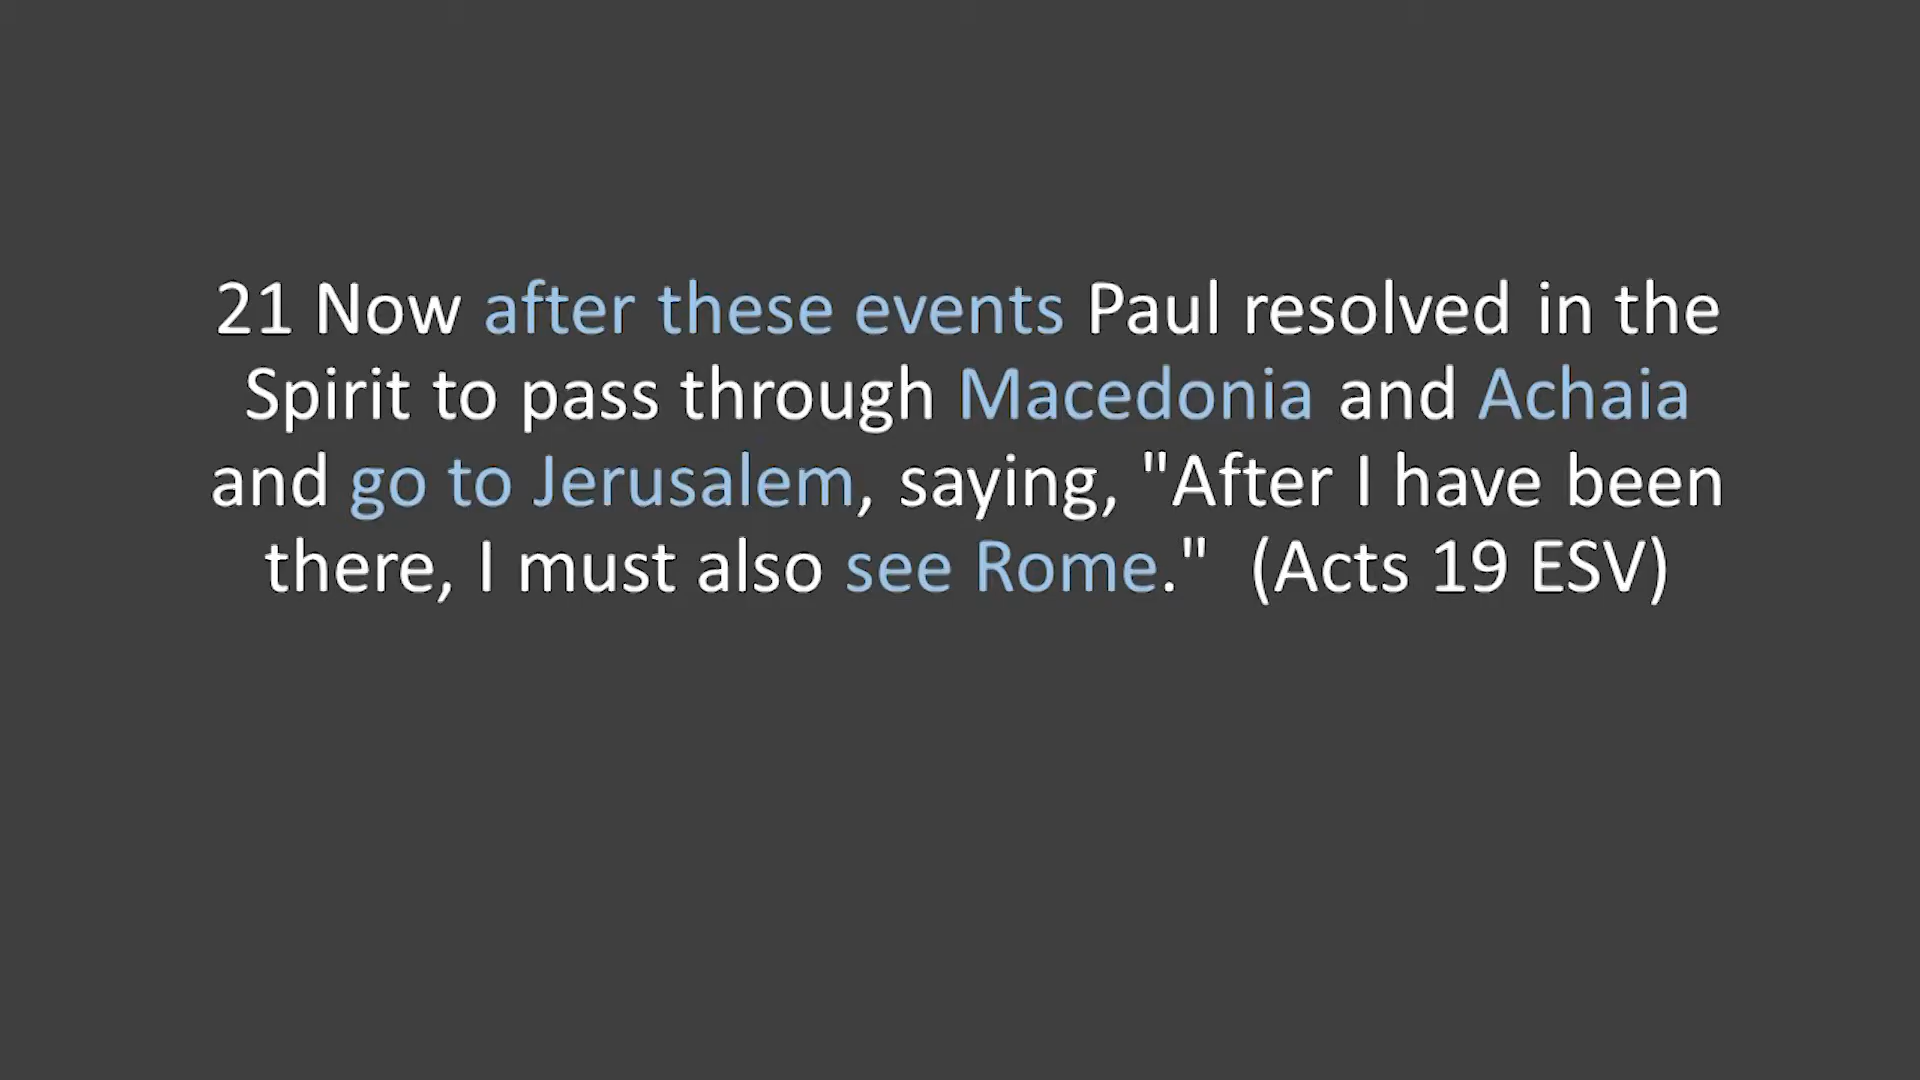 21 Now after these events Paul resolved in the
Spirit to pass through Macedonia and Achaia
and go to Jerusalem, saying, "After I have been
there, I must also see Rome."  (Acts 19 ESV)